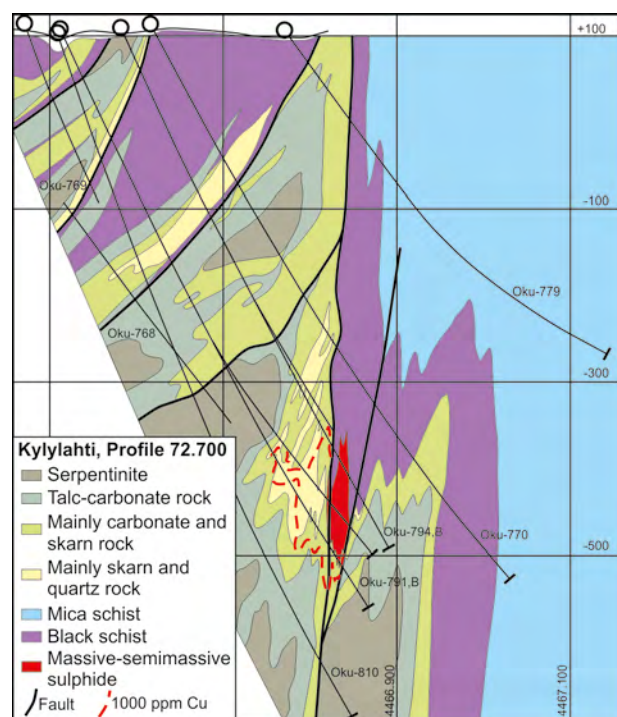 +100
Oku-769
-100
Oku-779
Oku-768
-300
Kylylahti, Profile 72.700
Serpentinite
Talc-carbonate rock
Mainly carbonate and
skarn rock
Mainly skarn and
quartz rock
Mica schist
Black schist
Massive-semimassive
sulphide
Fault
1000 ppm Cu
Oku-794,B
Oku-770
-500
Oku-791,B
Oku-810
4466.900
4467.100